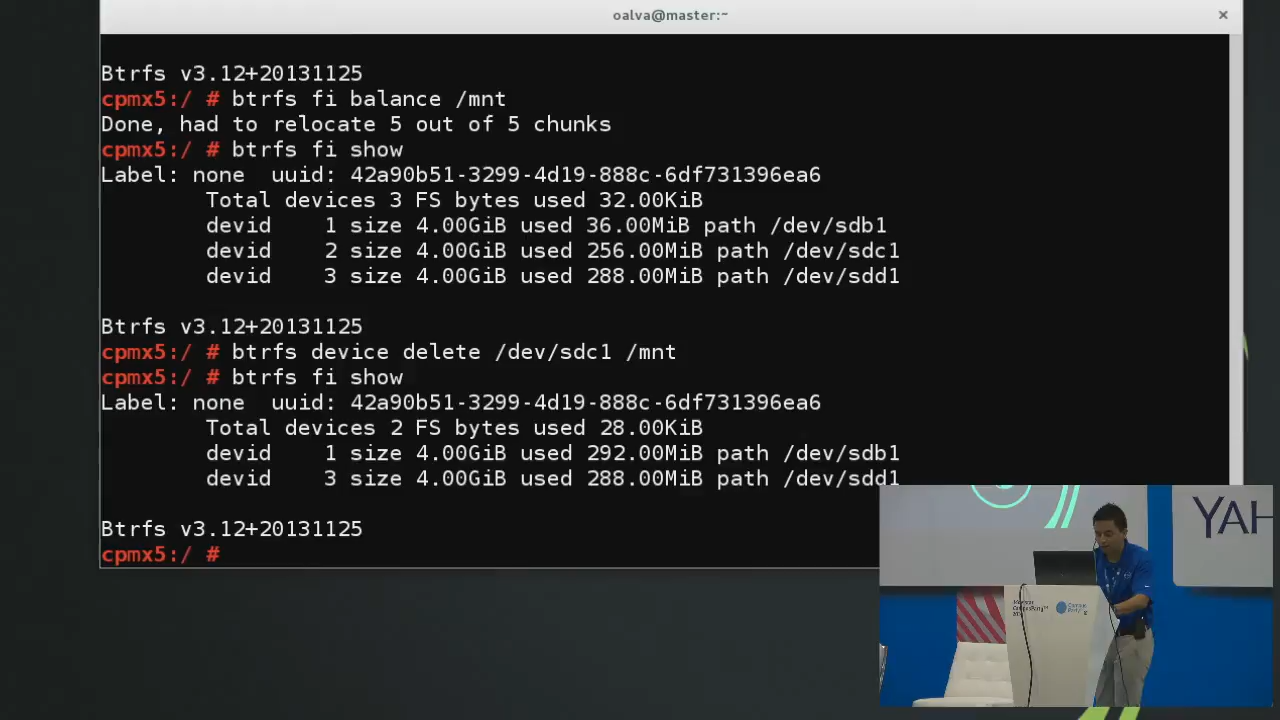 oalva@master:~
Btrfs v3.12+20131125
cpmx5:/ # btrfs fi balance /mnt
Done, had to relocate 5 out of 5 chunks
cpmx5:/ # btrfs fi show
Label: none  uuid: 42a90b51-3299-4d19-888c-6df731396ea6
        Total devices 3 FS bytes used 32.00KiB
        devid    1 size 4.00GiB used 36.00MiB path /dev/sdb1
        devid    2 size 4.00GiB used 256.00MiB path /dev/sdc1
        devid    3 size 4.00GiB used 288.00MiB path /dev/sdd1
Btrfs v3.12+20131125
cpmx5:/ # btrfs device delete /dev/sdc1 /mnt
cpmx5:/ # btrfs fi show
Label: none  uuid: 42a90b51-3299-4d19-888c-6df731396ea6
        Total devices 2 FS bytes used 28.00KiB
        devid    1 size 4.00GiB used 292.00MiB path /dev/sdb1
        devid    3 size 4.00GiB used 288.00MiB path /dev/sdd1
Btrfs v3.12+20131125
cpmx5:/ #
YAH
Campus
Party